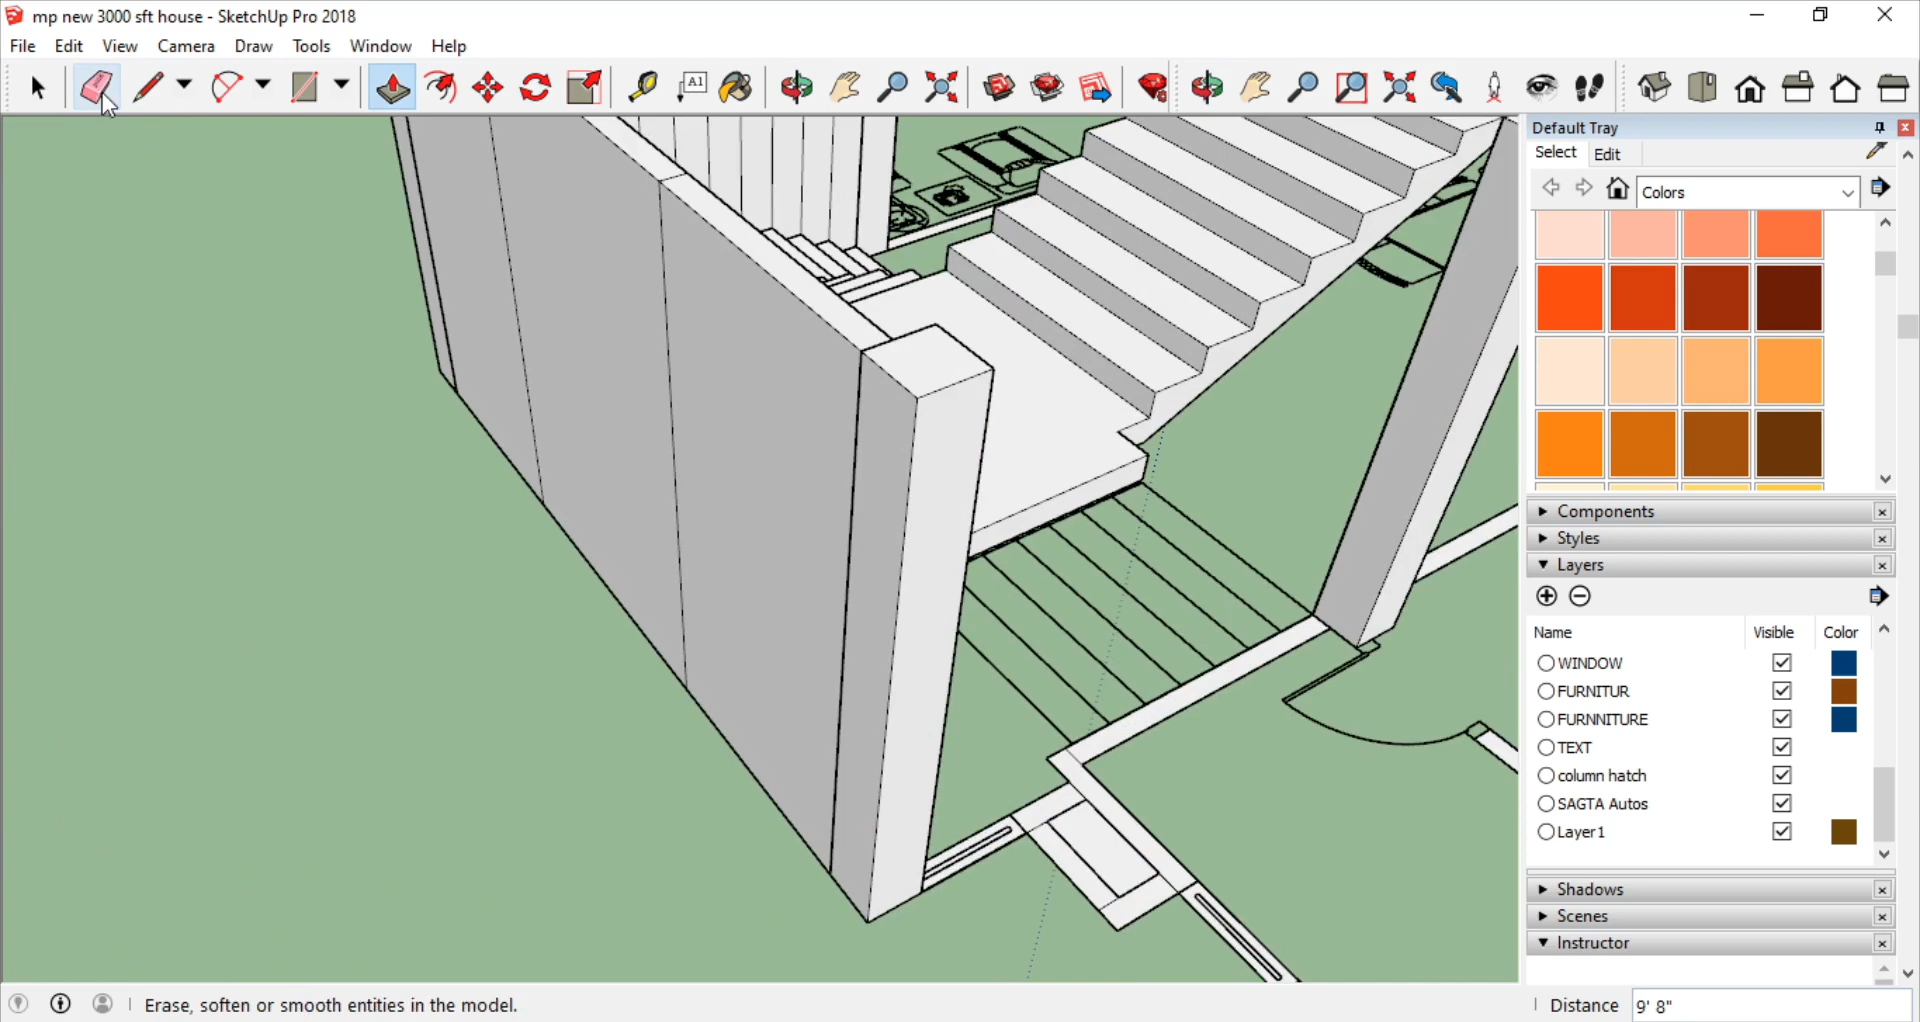 mp new 3000 sft house - SketchUp Pro 2018
File Edit View Camera Draw Tools Window Help
A1
Default Tray
Select Edit
Colors
Components
Styles
Layers
Name Visible Color
WINDOW
FURNITUR
FURNNITURE
TEXT
column hatch
SAGTA Autos
Layer1
Shadows
Scenes
Instructor
Erase, soften or smooth entities in the model.
Distance 9' 8"